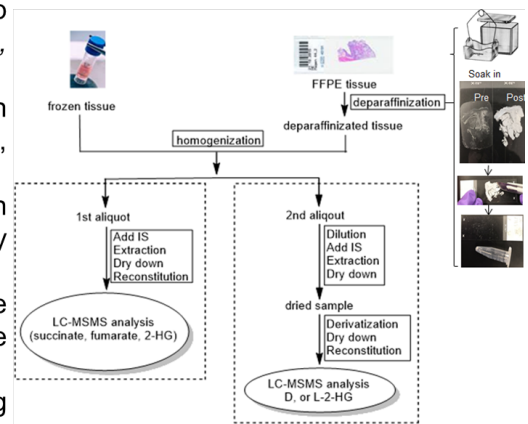 frozen tissue
FFPE tissue
deparaffinization
deparaffinizated tissue
homogenization
Soak in
Pre
Post
1st aliquot
Add IS
Extraction
Dry down
Reconstitution
LC-MSMS analysis
(succinate, fumarate, 2-HG)
2nd aliqout
Dilution
Add IS
Extraction
Dry down
dried sample
Derivatization
Dry down
Reconstitution
LC-MSMS analysis
D, or L-2-HG